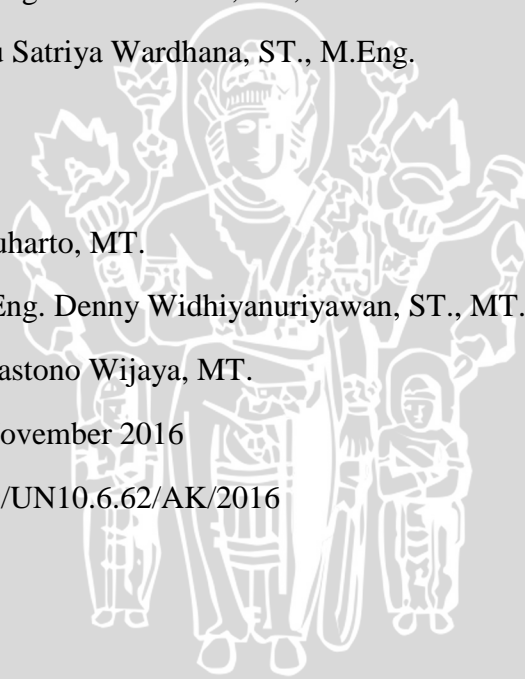 Satriya Wardhana, ST., M.Eng.
uharto, MT.
Eng. Denny Widhiyanuriyawan, ST., MT.
astono Wijaya, MT.
ovember 2016
/UN10.6.62/AK/2016